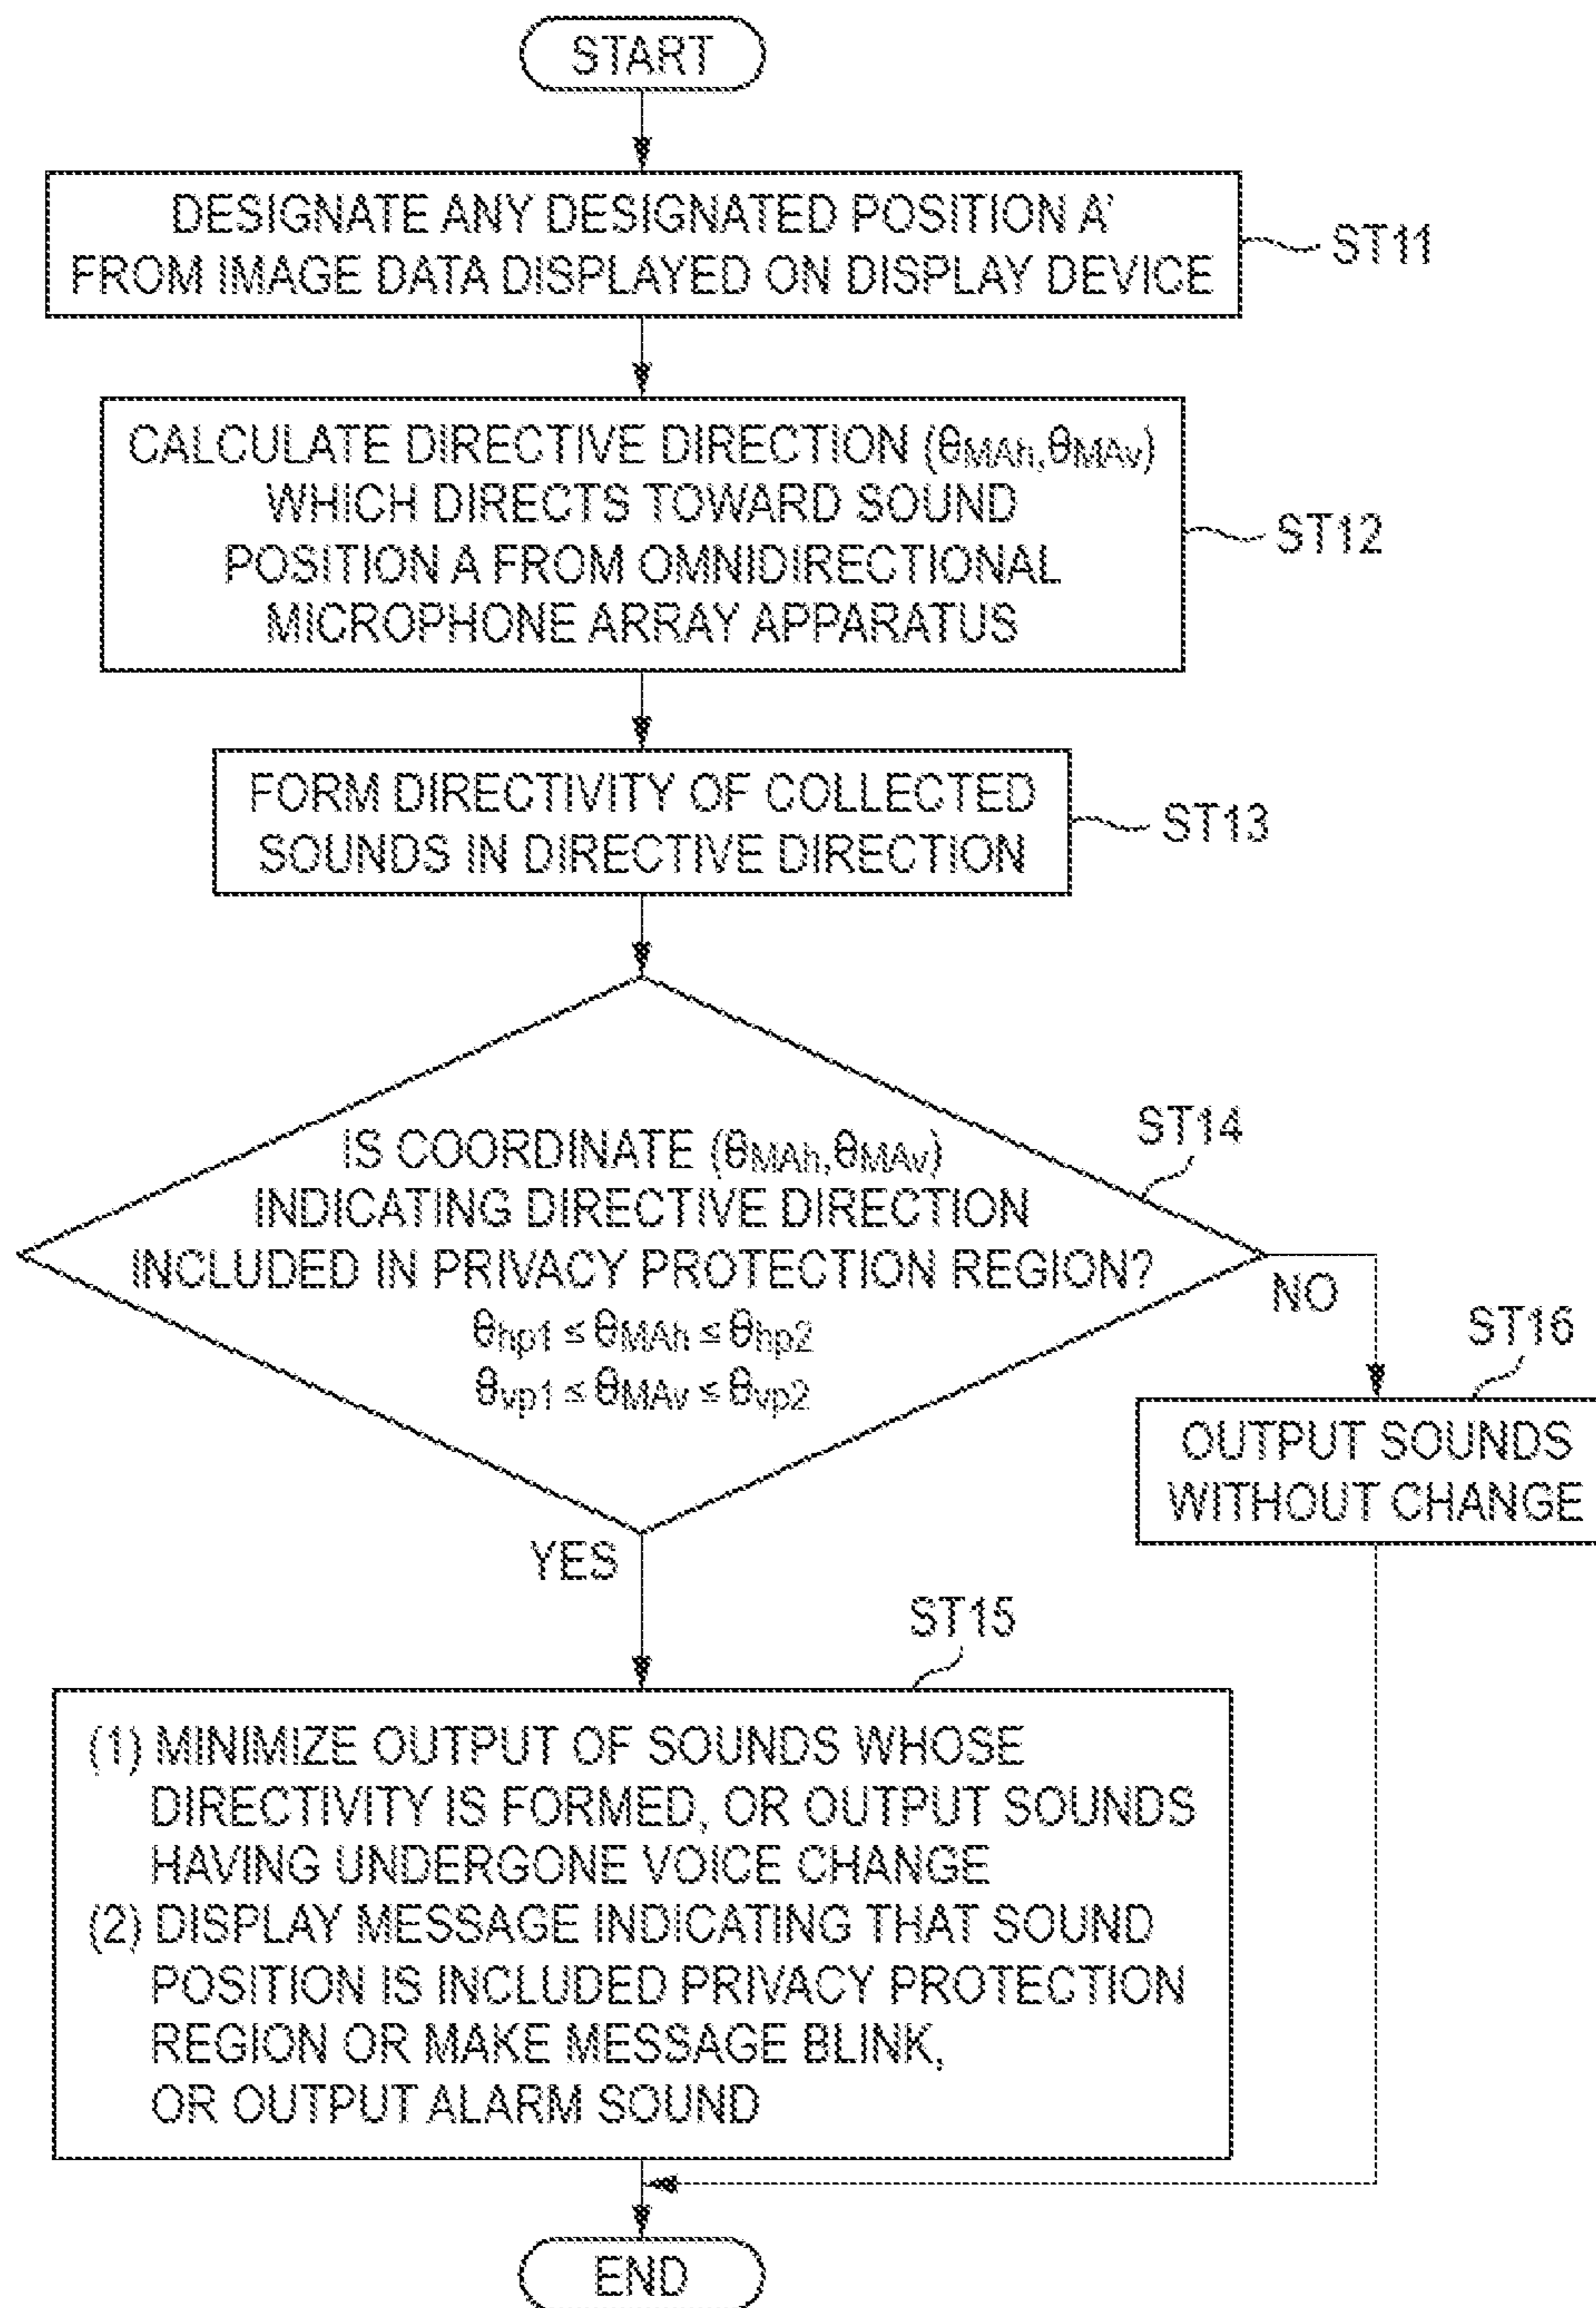 START
DESIGNATE ANY DESIGNATED POSITION A'
FROM IMAGE DATA DISPLAYED ON DISPLAY DEVICE
ST11
CALCULATE DIRECTIVE DIRECTION (θMAh,θMAv)
WHICH DIRECTS TOWARD SOUND
POSITION A FROM OMNIDIRECTIONAL
MICROPHONE ARRAY APPARATUS
ST12
FORM DIRECTIVITY OF COLLECTED
SOUNDS IN DIRECTIVE DIRECTION
ST13
IS COORDINATE (θMAh,θMAv)
INDICATING DIRECTIVE DIRECTION
INCLUDED IN PRIVACY PROTECTION REGION?
θhp1 ≤ θMAh ≤ θhp2
θvp1 ≤ θMAv ≤ θvp2
ST14
NO
ST16
OUTPUT SOUNDS
WITHOUT CHANGE
YES
ST15
(1) MINIMIZE OUTPUT OF SOUNDS WHOSE
DIRECTIVITY IS FORMED, OR OUTPUT SOUNDS
HAVING UNDERGONE VOICE CHANGE
(2) DISPLAY MESSAGE INDICATING THAT SOUND
POSITION IS INCLUDED PRIVACY PROTECTION
REGION OR MAKE MESSAGE BLINK,
OR OUTPUT ALARM SOUND
END